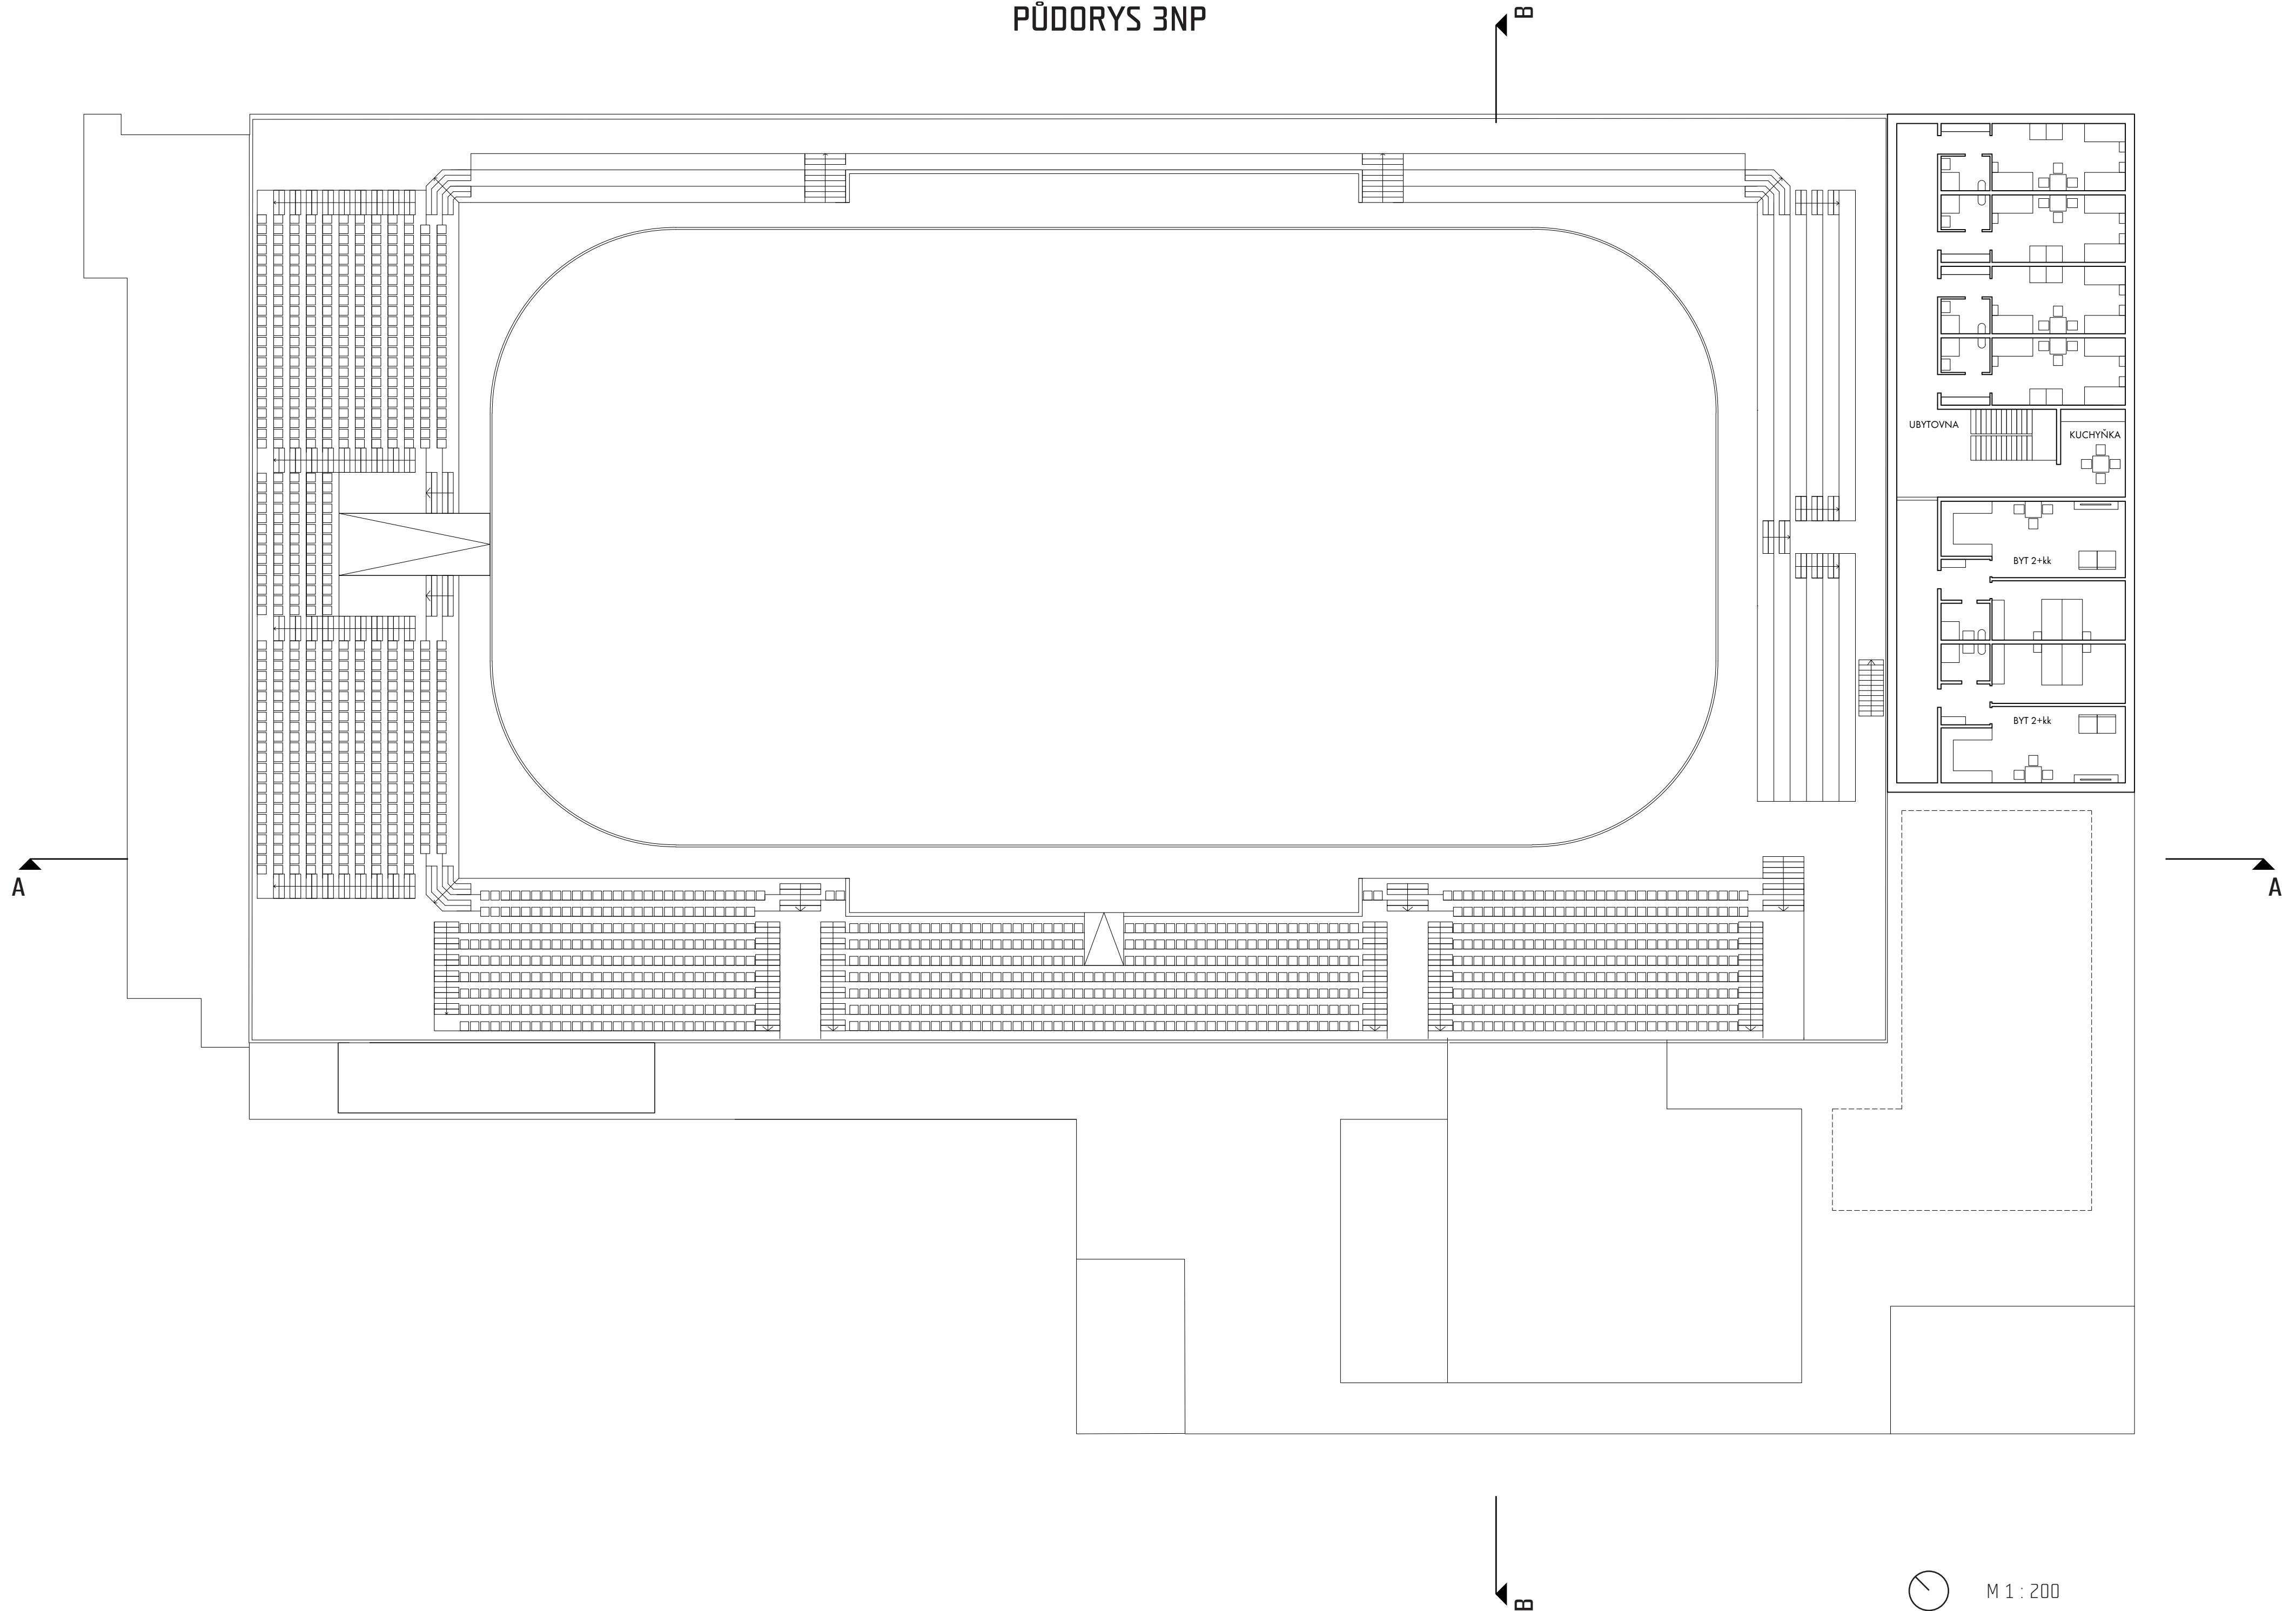 PŮDORYS 3NP
B
UBYTOVNA
KUCHYŇKA
BYT 2+kk
BYT 2+kk
A
A
B
M 1 : 200